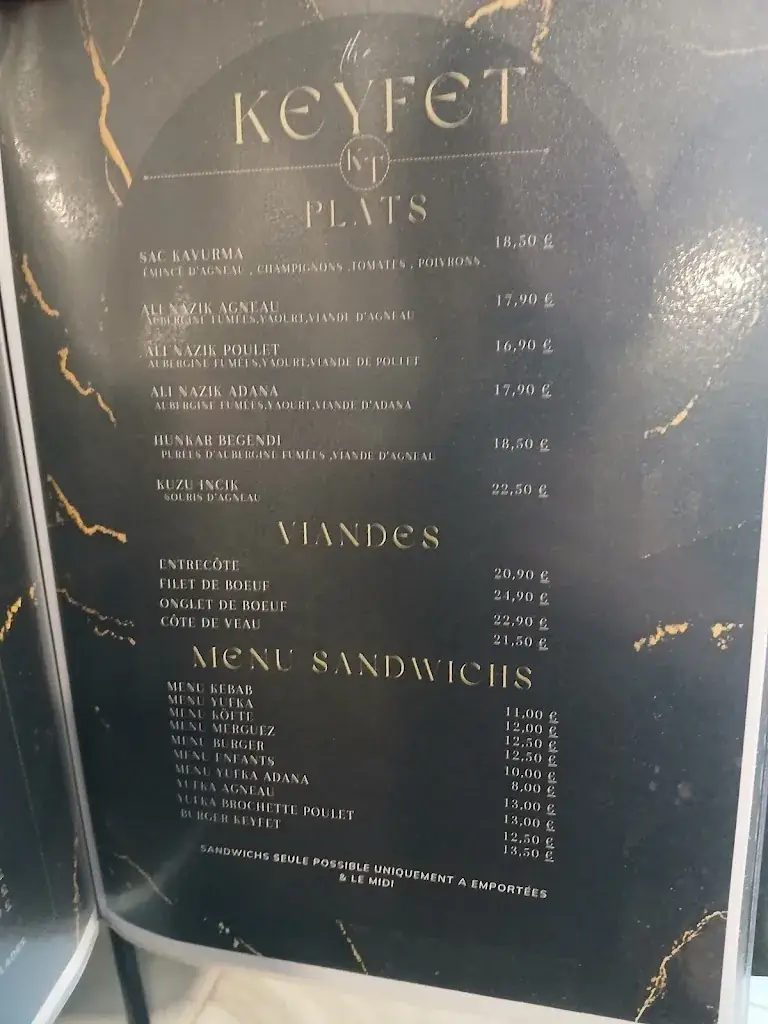 the
KEYFET
KT
PLATS
SAC KAVURMA 18,50 €
ÉMINCÉ D'AGNEAU , CHAMPIGNONS ,TOMATES , POIVRONS
ALI NAZIK AGNEAU 17,90 €
AUBERGINE FUMÉES,YAOURT,VIANDE D'AGNEAU
ALI NAZIK POULET 16,90 €
AUBERGINE FUMÉES,YAOURT,VIANDE DE POULET
ALI NAZIK ADANA 17,90 €
AUBERGINE FUMÉES,YAOURT,VIANDE D'ADANA
HUNKAR BEGENDI 18,50 €
PURÉES D'AUBERGINE FUMÉES ,VIANDE D'AGNEAU
KUZU INCIK 22,50 €
SOURIS D'AGNEAU
VIANDES
ENTRECÔTE 20,90 €
FILET DE BOEUF 24,90 €
ONGLET DE BOEUF 22,90 €
CÔTE DE VEAU 21,50 €
MENU SANDWICHS
MENU KEBAB 11,00 €
MENU YUFKA 12,00 €
MENU KÖFTE 12,50 €
MENU MERGUEZ 12,50 €
MENU BURGER 10,00 €
MENU ENFANTS 8,00 €
MENU YUFKA ADANA 13,00 €
YUFKA AGNEAU 13,00 €
YUFKA BROCHETTE POULET 12,50 €
BURGER KEYFET 13,50 €
SANDWICHS SEULE POSSIBLE UNIQUEMENT A EMPORTÉES
& LE MIDI